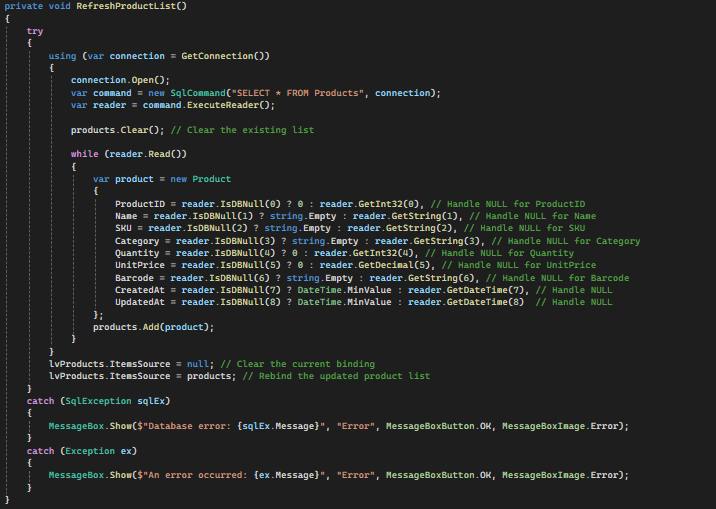 private void RefreshProductList()
{
    try
    {
        using (var connection = GetConnection())
        {
            connection.Open();
            var command = new SqlCommand("SELECT * FROM Products", connection);
            var reader = command.ExecuteReader();

            products.Clear(); // Clear the existing list

            while (reader.Read())
            {
                var product = new Product
                {
                    ProductID = reader.IsDBNull(0) ? 0 : reader.GetInt32(0), // Handle NULL for ProductID
                    Name = reader.IsDBNull(1) ? string.Empty : reader.GetString(1), // Handle NULL for Name
                    SKU = reader.IsDBNull(2) ? string.Empty : reader.GetString(2), // Handle NULL for SKU
                    Category = reader.IsDBNull(3) ? string.Empty : reader.GetString(3), // Handle NULL for Category
                    Quantity = reader.IsDBNull(4) ? 0 : reader.GetInt32(4), // Handle NULL for Quantity
                    UnitPrice = reader.IsDBNull(5) ? 0 : reader.GetDecimal(5), // Handle NULL for UnitPrice
                    Barcode = reader.IsDBNull(6) ? string.Empty : reader.GetString(6), // Handle NULL for Barcode
                    CreatedAt = reader.IsDBNull(7) ? DateTime.MinValue : reader.GetDateTime(7), // Handle NULL
                    UpdatedAt = reader.IsDBNull(8) ? DateTime.MinValue : reader.GetDateTime(8)  // Handle NULL
                };
                products.Add(product);
            }
        }
        lvProducts.ItemsSource = null; // Clear the current binding
        lvProducts.ItemsSource = products; // Rebind the updated product list
    }
    catch (SqlException sqlEx)
    {
        MessageBox.Show($"Database error: {sqlEx.Message}", "Error", MessageBoxButton.OK, MessageBoxImage.Error);
    }
    catch (Exception ex)
    {
        MessageBox.Show($"An error occurred: {ex.Message}", "Error", MessageBoxButton.OK, MessageBoxImage.Error);
    }
}